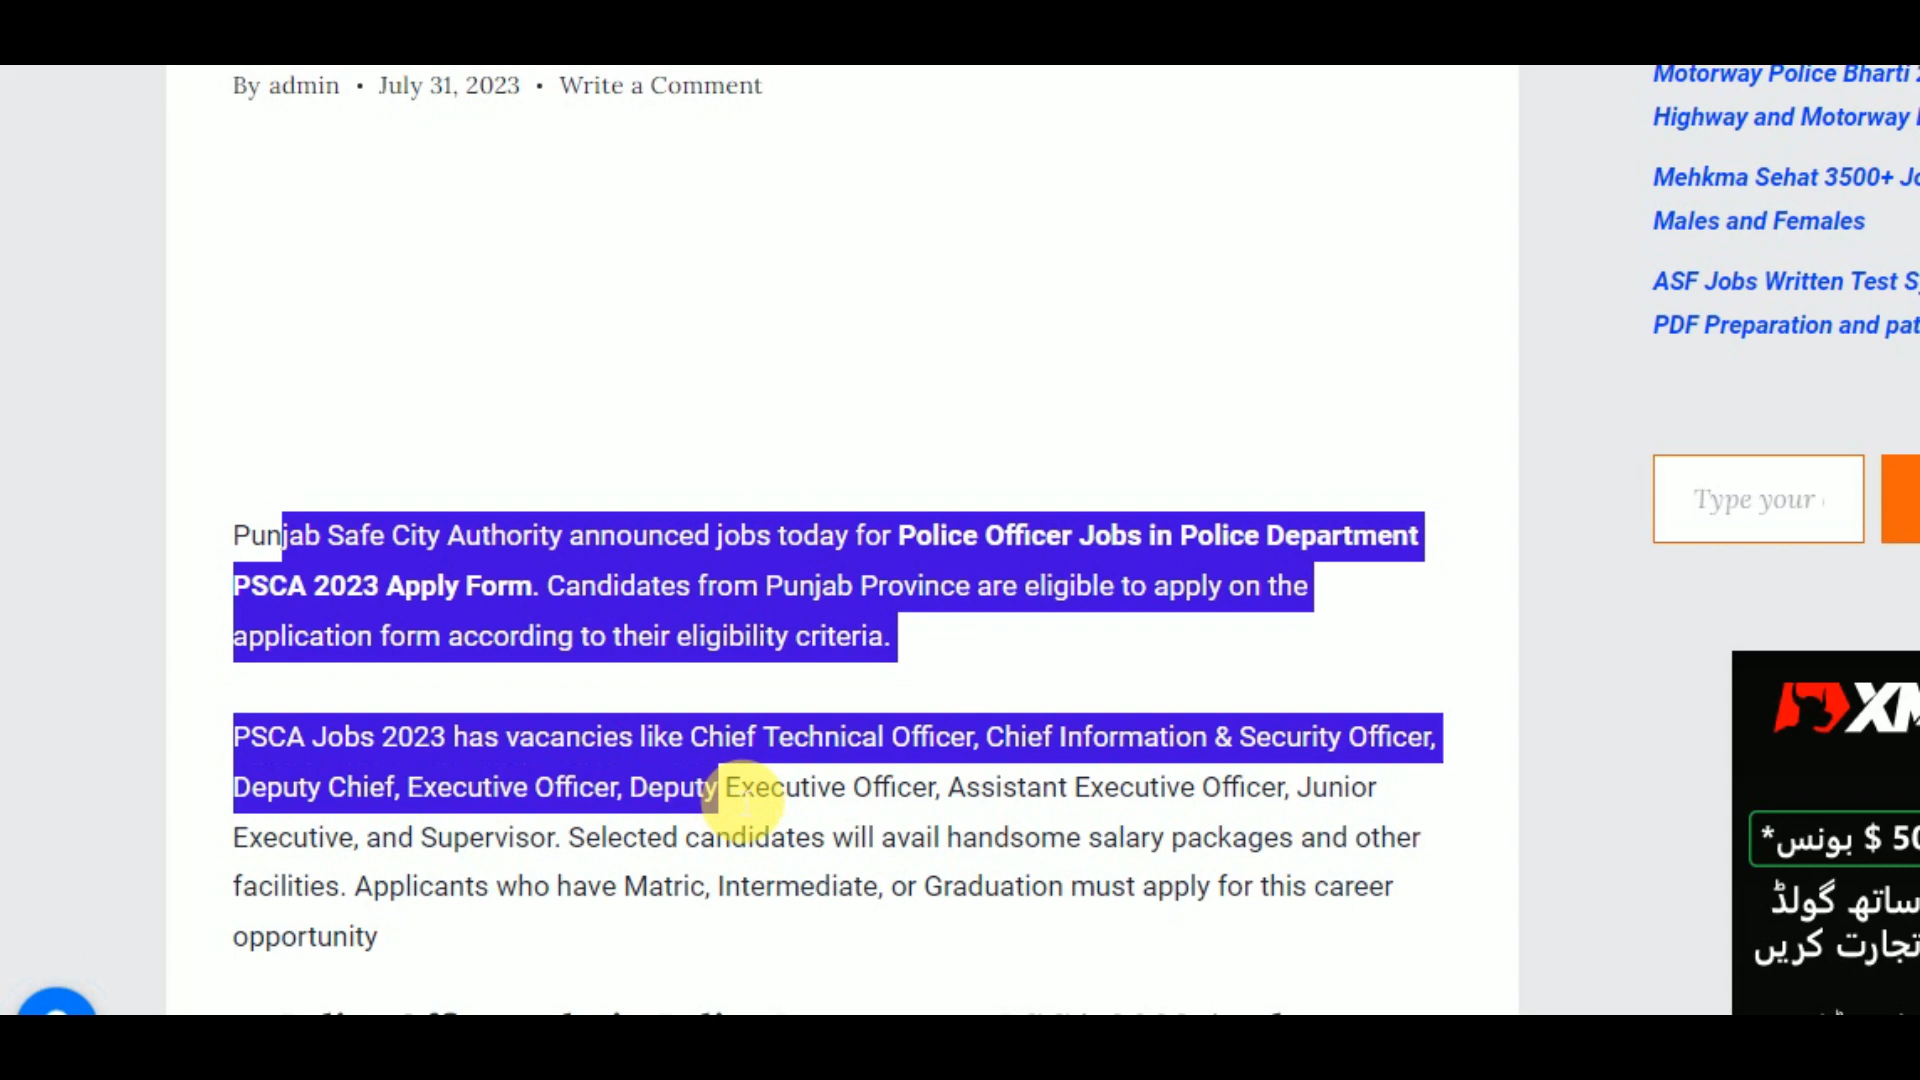 By admin • July 31, 2023 • Write a Comment
Punjab Safe City Authority announced jobs today for Police Officer Jobs in Police Department
PSCA 2023 Apply Form. Candidates from Punjab Province are eligible to apply on the
application form according to their eligibility criteria.
PSCA Jobs 2023 has vacancies like Chief Technical Officer, Chief Information & Security Officer,
Deputy Chief, Executive Officer, Deputy Executive Officer, Assistant Executive Officer, Junior
Executive, and Supervisor. Selected candidates will avail handsome salary packages and other
facilities. Applicants who have Matric, Intermediate, or Graduation must apply for this career
opportunity
Motorway Police Bharti
Highway and Motorway
Mehkma Sehat 3500+
Males and Females
ASF Jobs Written Test
PDF Preparation and
Type your
XM
*بونس $ 50
ساتھ گولڈ
تجارت کریں